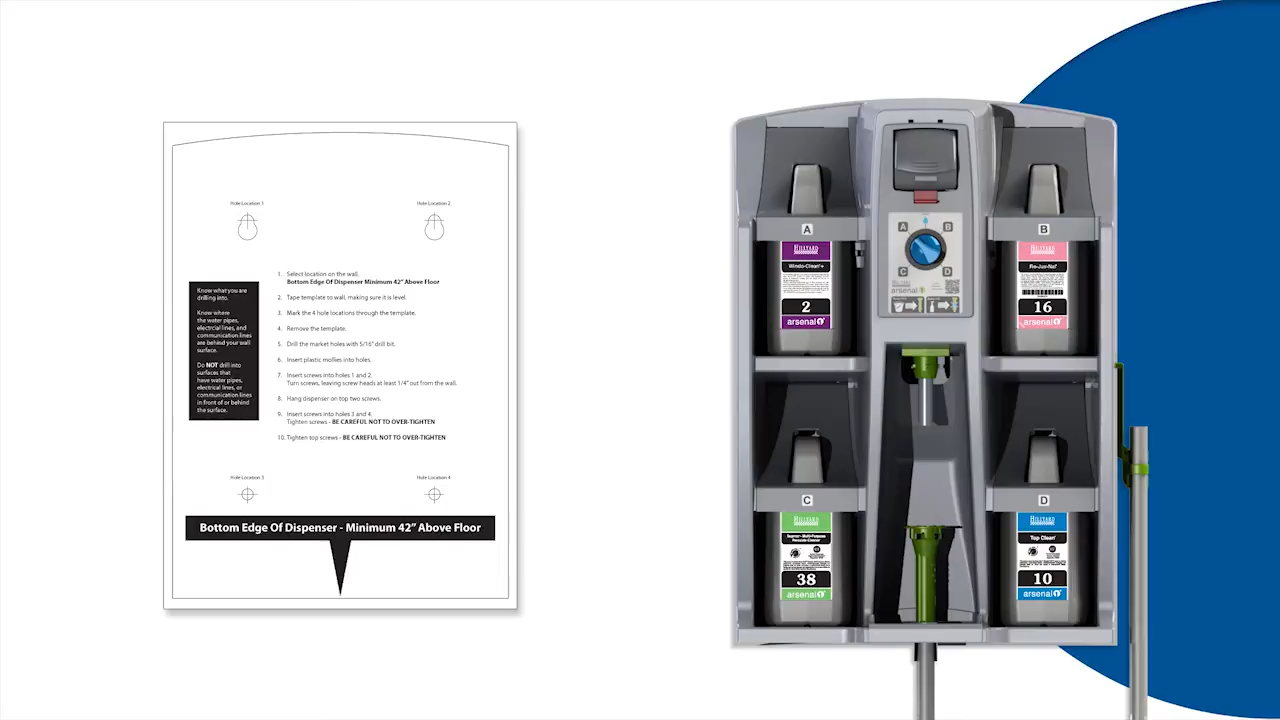 Hole Location 1
Hole Location 2
Know what you are
drilling into.
Know where
the water pipes,
electrcial lines, and
communication lines
are behind your wall
surface.
Do NOT drill into
surfaces that
have water pipes,
electrical lines, or
communication lines
in front of or behind
the surface.
1. Select location on the wall.
Bottom Edge Of Dispenser Minimum 42" Above Floor
2. Tape template to wall, making sure it is level.
3. Mark the 4 hole locations through the template.
4. Remove the template.
5. Drill the market holes with 5/16" drill bit.
6. Insert plastic mollies into holes.
7. Insert screws into holes 1 and 2.
Turn screws, leaving screw heads at least 1/4" out from the wall.
8. Hang dispenser on top two screws.
9. Insert screws into holes 3 and 4.
Tighten screws - BE CAREFUL NOT TO OVER-TIGHTEN
10. Tighten top screws - BE CAREFUL NOT TO OVER-TIGHTEN
Hole Location 3
Hole Location 4
Bottom Edge Of Dispenser - Minimum 42" Above Floor
A
B
C
D
arsenal
A
HILLYARD
Windo-Clean+
2
arsenal
B
HILLYARD
Re-Juv-Nal
16
arsenal
C
HILLYARD
38
arsenal
D
HILLYARD
Top Clean
10
arsenal